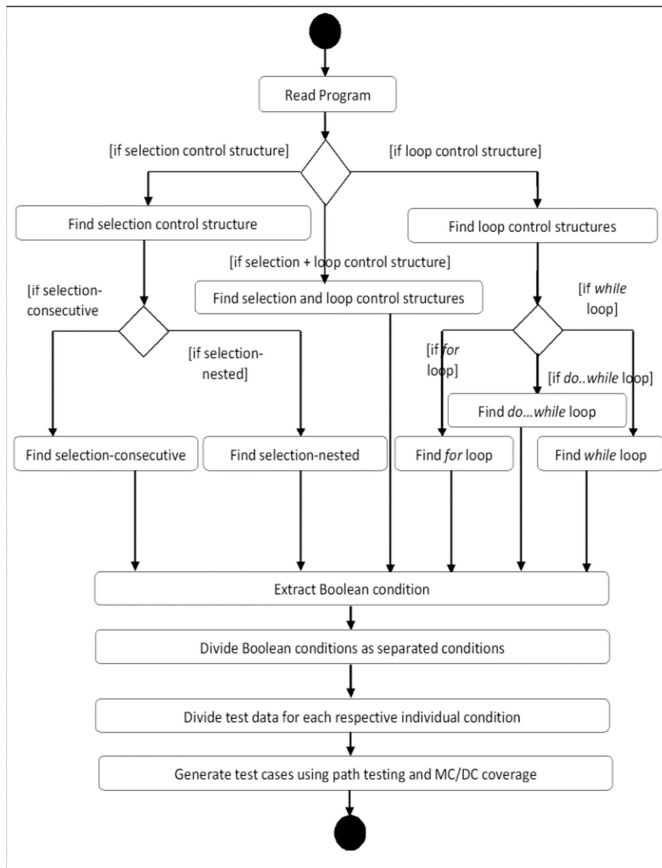 Read Program
[if selection control structure]
[if loop control structure]
Find selection control structure
Find loop control structures
[if selection + loop control structure]
Find selection and loop control structures
[if selection-
consecutive
[if selection-
nested]
[if while
loop]
[if for
loop]
[if do..while loop]
Find do...while loop
Find selection-consecutive
Find selection-nested
Find for loop
Find while loop
Extract Boolean condition
Divide Boolean conditions as separated conditions
Divide test data for each respective individual condition
Generate test cases using path testing and MC/DC coverage